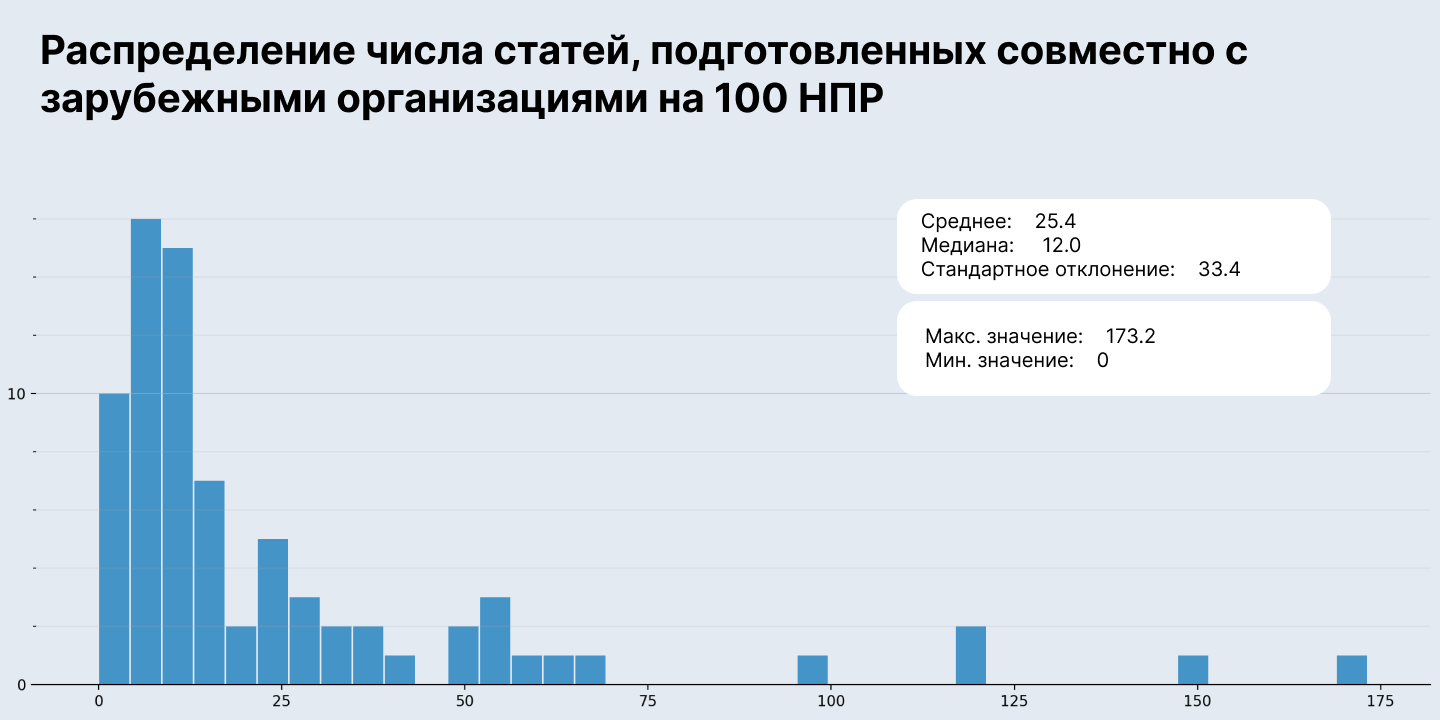 Распределение числа статей, подготовленных совместно с
зарубежными организациями на 100 НПР
Среднее: 25.4
Медиана: 12.0
Стандартное отклонение: 33.4
Макс. значение: 173.2
Мин. значение: 0
10
0
0 25 50 75 100 125 150 175